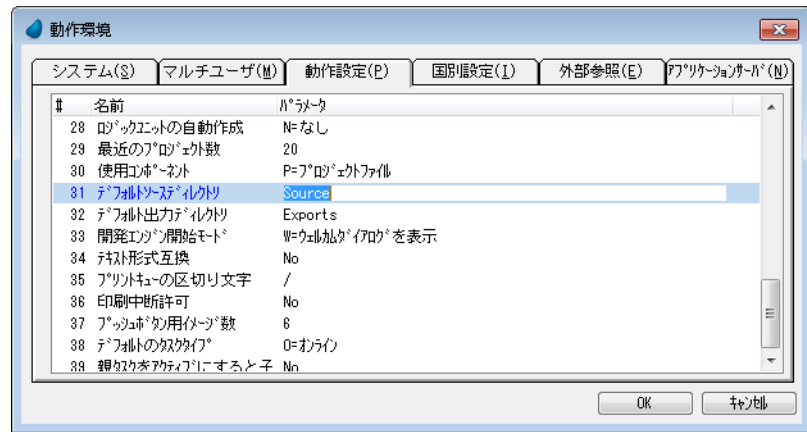 動作環境
システム(S) マルチユーザ(M) 動作設定(P) 国別設定(I) 外部参照(E) ｱﾌﾟﾘｹｰｼｮﾝｻｰﾊﾞ(N)
# 名前 ﾊﾟﾗﾒｰﾀ
28 ﾛｼﾞｯｸﾕﾆｯﾄの自動作成 N=なし
29 最近のﾌﾟﾛｼﾞｪｸﾄ数 20
30 使用ｺﾝﾎﾟｰﾈﾝﾄ P=ﾌﾟﾛｼﾞｪｸﾄﾌｧｲﾙ
31 ﾃﾞﾌｫﾙﾄｿｰｽﾃﾞｨﾚｸﾄﾘ Source
32 ﾃﾞﾌｫﾙﾄ出力ﾃﾞｨﾚｸﾄﾘ Exports
33 開発ｴﾝｼﾞﾝ開始ﾓｰﾄﾞ W=ｳｪﾙｶﾑﾀﾞｲｱﾛｸﾞを表示
34 ﾃｷｽﾄ形式互換 No
35 ﾌﾟﾘﾝﾄｷｭｰの区切り文字 /
36 印刷中断許可 No
37 ﾌﾟｯｼｭﾎﾞﾀﾝ用ｲﾒｰｼﾞ数 6
38 ﾃﾞﾌｫﾙﾄのﾀｽｸﾀｲﾌﾟ O=ｵﾝﾗｲﾝ
39 親ﾀｽｸをｱｸﾃｨﾌﾞにすると子 No
OK ｷｬﾝｾﾙ